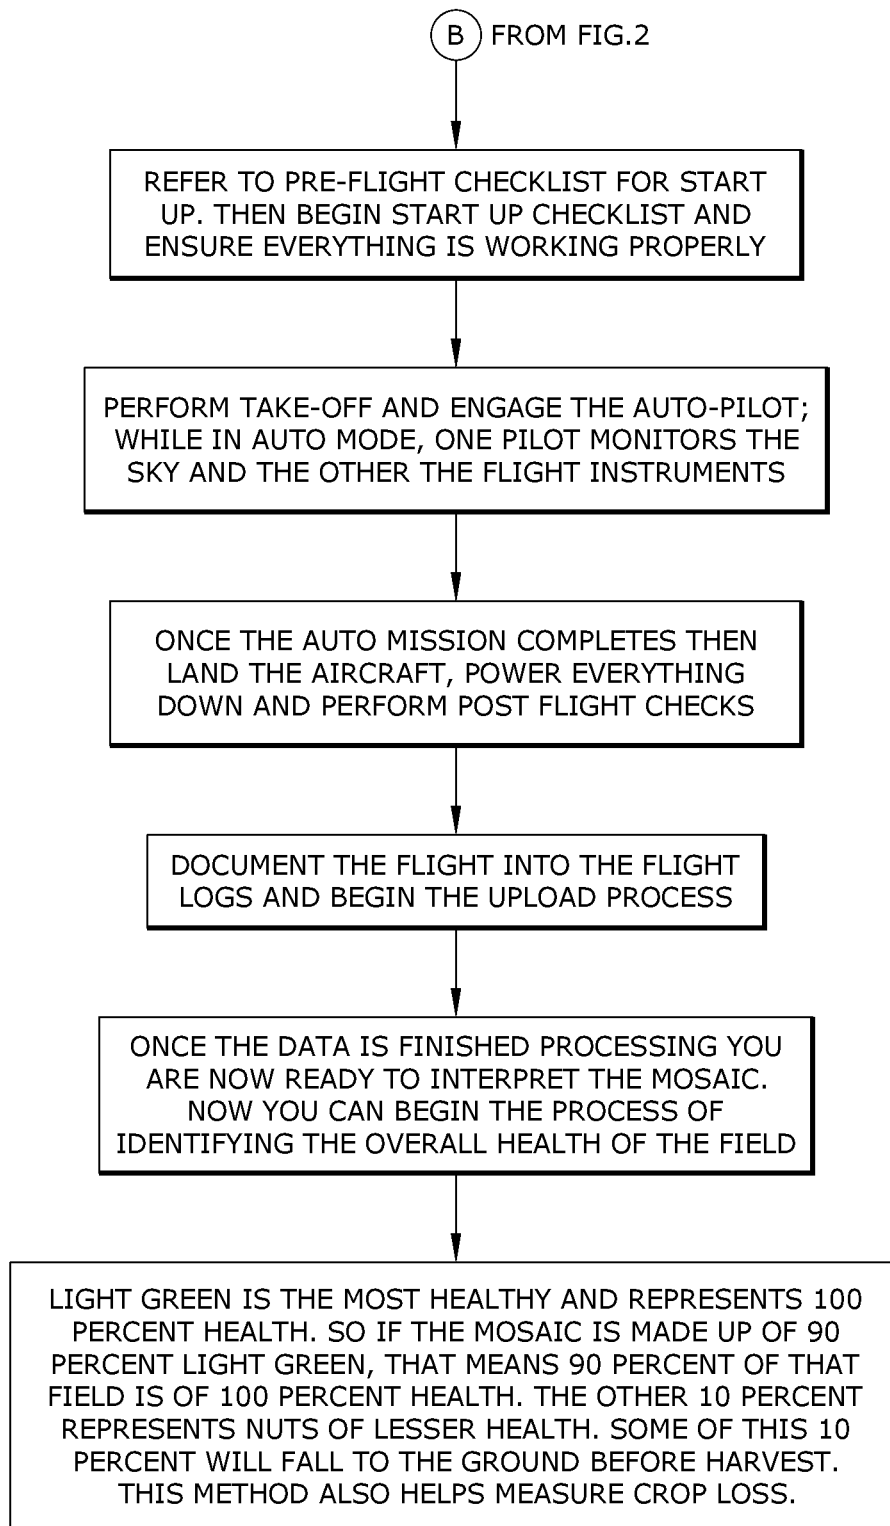 B FROM FIG.2
REFER TO PRE-FLIGHT CHECKLIST FOR START
UP. THEN BEGIN START UP CHECKLIST AND
ENSURE EVERYTHING IS WORKING PROPERLY
PERFORM TAKE-OFF AND ENGAGE THE AUTO-PILOT;
WHILE IN AUTO MODE, ONE PILOT MONITORS THE
SKY AND THE OTHER THE FLIGHT INSTRUMENTS
ONCE THE AUTO MISSION COMPLETES THEN
LAND THE AIRCRAFT, POWER EVERYTHING
DOWN AND PERFORM POST FLIGHT CHECKS
DOCUMENT THE FLIGHT INTO THE FLIGHT
LOGS AND BEGIN THE UPLOAD PROCESS
ONCE THE DATA IS FINISHED PROCESSING YOU
ARE NOW READY TO INTERPRET THE MOSAIC.
NOW YOU CAN BEGIN THE PROCESS OF
IDENTIFYING THE OVERALL HEALTH OF THE FIELD
LIGHT GREEN IS THE MOST HEALTHY AND REPRESENTS 100
PERCENT HEALTH. SO IF THE MOSAIC IS MADE UP OF 90
PERCENT LIGHT GREEN, THAT MEANS 90 PERCENT OF THAT
FIELD IS OF 100 PERCENT HEALTH. THE OTHER 10 PERCENT
REPRESENTS NUTS OF LESSER HEALTH. SOME OF THIS 10
PERCENT WILL FALL TO THE GROUND BEFORE HARVEST.
THIS METHOD ALSO HELPS MEASURE CROP LOSS.